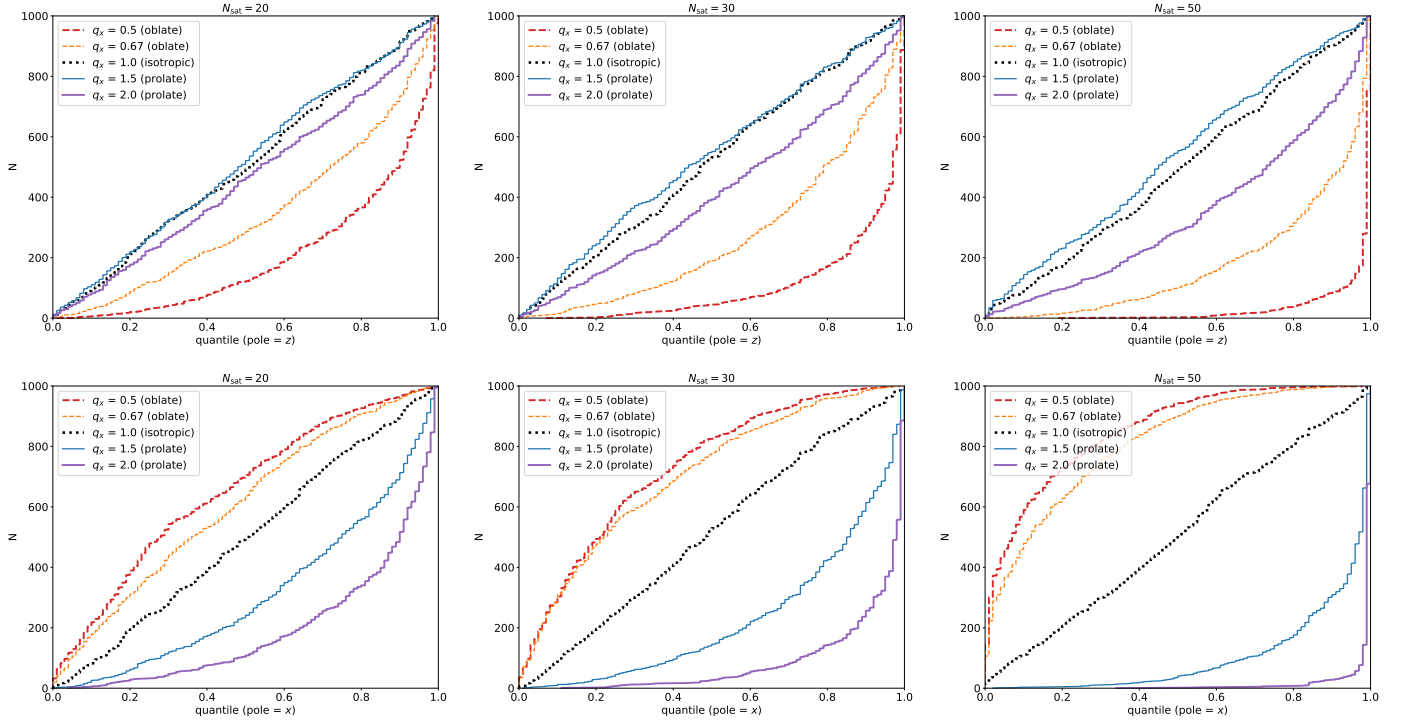 N_sat = 20
N_sat = 30
N_sat = 50
1000
800
600
400
200
0
N
q_x = 0.5 (oblate)
q_x = 0.67 (oblate)
q_x = 1.0 (isotropic)
q_x = 1.5 (prolate)
q_x = 2.0 (prolate)
0.0 0.2 0.4 0.6 0.8 1.0
quantile (pole = z)
1000
800
600
400
200
0
N
q_x = 0.5 (oblate)
q_x = 0.67 (oblate)
q_x = 1.0 (isotropic)
q_x = 1.5 (prolate)
q_x = 2.0 (prolate)
0.0 0.2 0.4 0.6 0.8 1.0
quantile (pole = z)
1000
800
600
400
200
0
N
q_x = 0.5 (oblate)
q_x = 0.67 (oblate)
q_x = 1.0 (isotropic)
q_x = 1.5 (prolate)
q_x = 2.0 (prolate)
0.0 0.2 0.4 0.6 0.8 1.0
quantile (pole = z)
N_sat = 20
N_sat = 30
N_sat = 50
1000
800
600
400
200
0
N
q_x = 0.5 (oblate)
q_x = 0.67 (oblate)
q_x = 1.0 (isotropic)
q_x = 1.5 (prolate)
q_x = 2.0 (prolate)
0.0 0.2 0.4 0.6 0.8 1.0
quantile (pole = x)
1000
800
600
400
200
0
N
q_x = 0.5 (oblate)
q_x = 0.67 (oblate)
q_x = 1.0 (isotropic)
q_x = 1.5 (prolate)
q_x = 2.0 (prolate)
0.0 0.2 0.4 0.6 0.8 1.0
quantile (pole = x)
1000
800
600
400
200
0
N
q_x = 0.5 (oblate)
q_x = 0.67 (oblate)
q_x = 1.0 (isotropic)
q_x = 1.5 (prolate)
q_x = 2.0 (prolate)
0.0 0.2 0.4 0.6 0.8 1.0
quantile (pole = x)